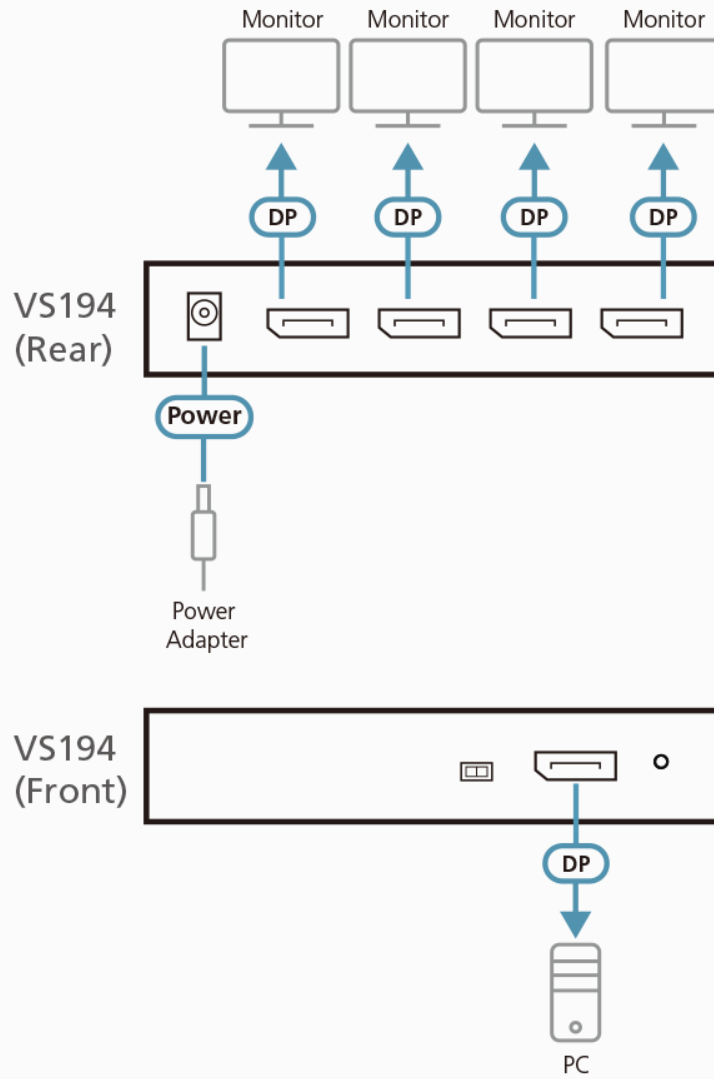 Monitor Monitor Monitor Monitor
DP DP DP DP
VS194
(Rear)
Power
Power
Adapter
VS194
(Front)
DP
PC